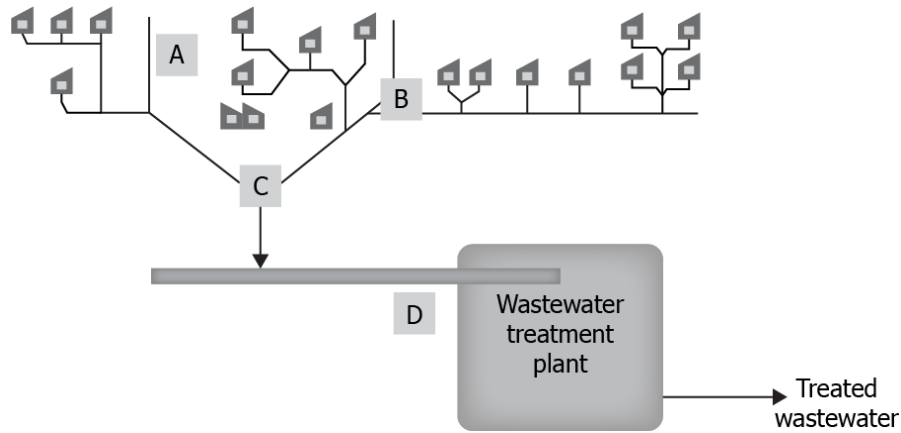 A
B
C
D
Wastewater
treatment
plant
Treated
wastewater